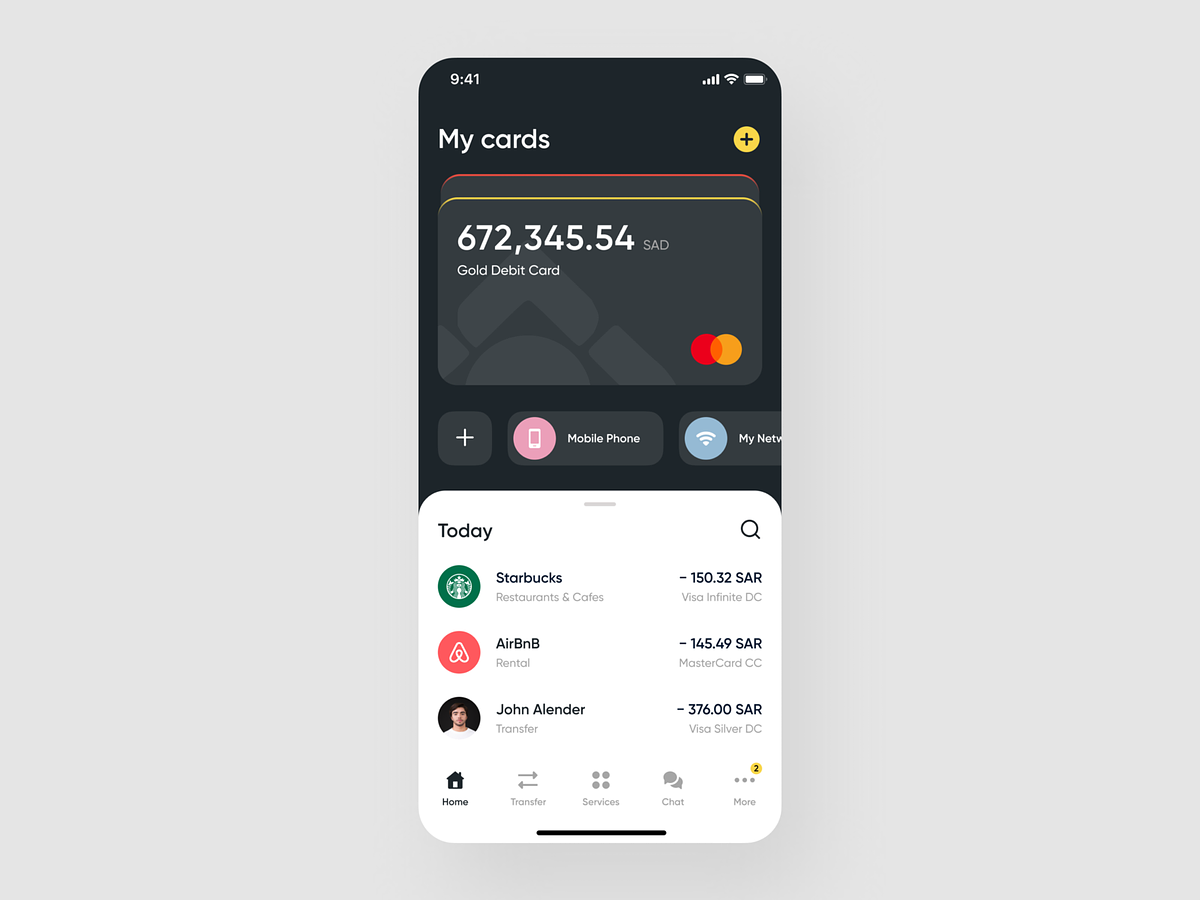 9:41
My cards
672,345.54 SAD
Gold Debit Card
Mobile Phone
My Netw
Today
Starbucks
− 150.32 SAR
Restaurants & Cafes
Visa Infinite DC
AirBnB
− 145.49 SAR
Rental
MasterCard CC
John Alender
− 376.00 SAR
Transfer
Visa Silver DC
2
Home
Transfer
Services
Chat
More